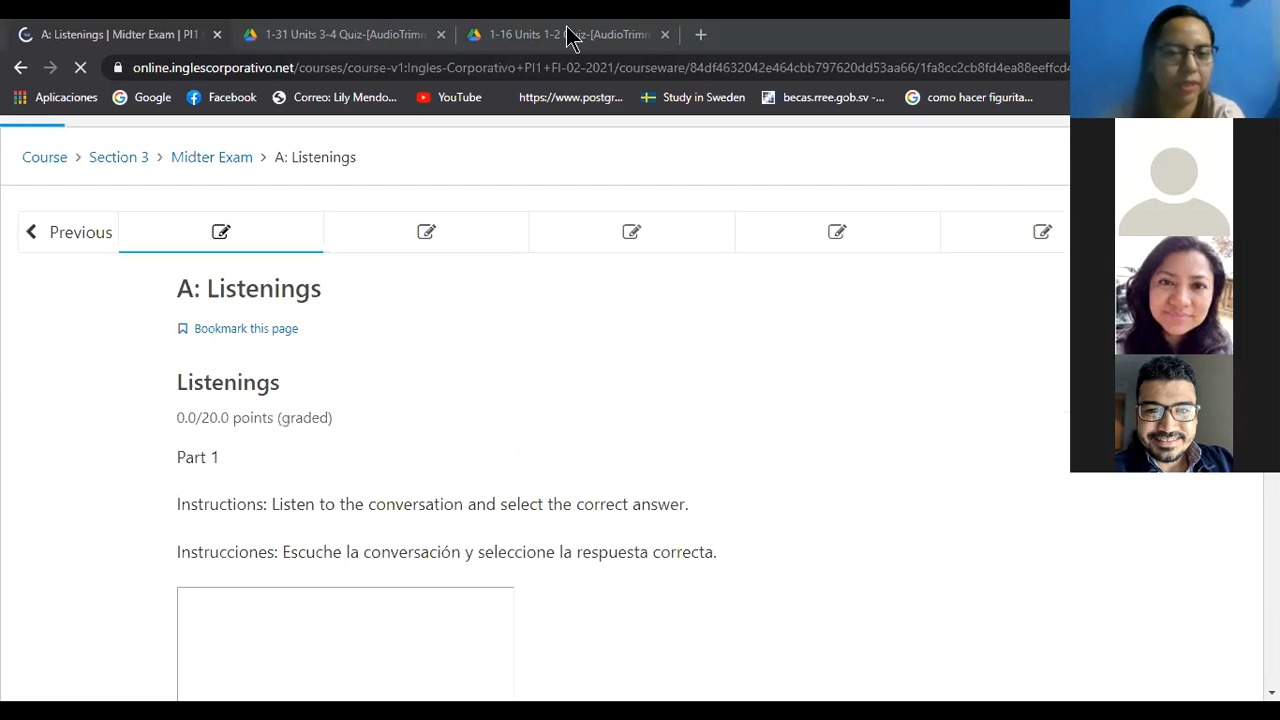 A: Listenings | Midter Exam | PI1
1-31 Units 3-4 Quiz-[AudioTrimm
1-16 Units 1-2 Quiz-[AudioTrimm
online.inglescorporativo.net/courses/course-v1:Ingles-Corporativo+PI1+FI-02-2021/courseware/84df4632042e464cbb797620dd53aa66/1fa8cc2cb8fd4ea88eeffcd4
Aplicaciones Google Facebook Correo: Lily Mendo... YouTube https://www.postgr... Study in Sweden becas.rree.gob.sv -... como hacer figurita...
Course > Section 3 > Midter Exam > A: Listenings
Previous
A: Listenings
Bookmark this page
Listenings
0.0/20.0 points (graded)
Part 1
Instructions: Listen to the conversation and select the correct answer.
Instrucciones: Escuche la conversación y seleccione la respuesta correcta.